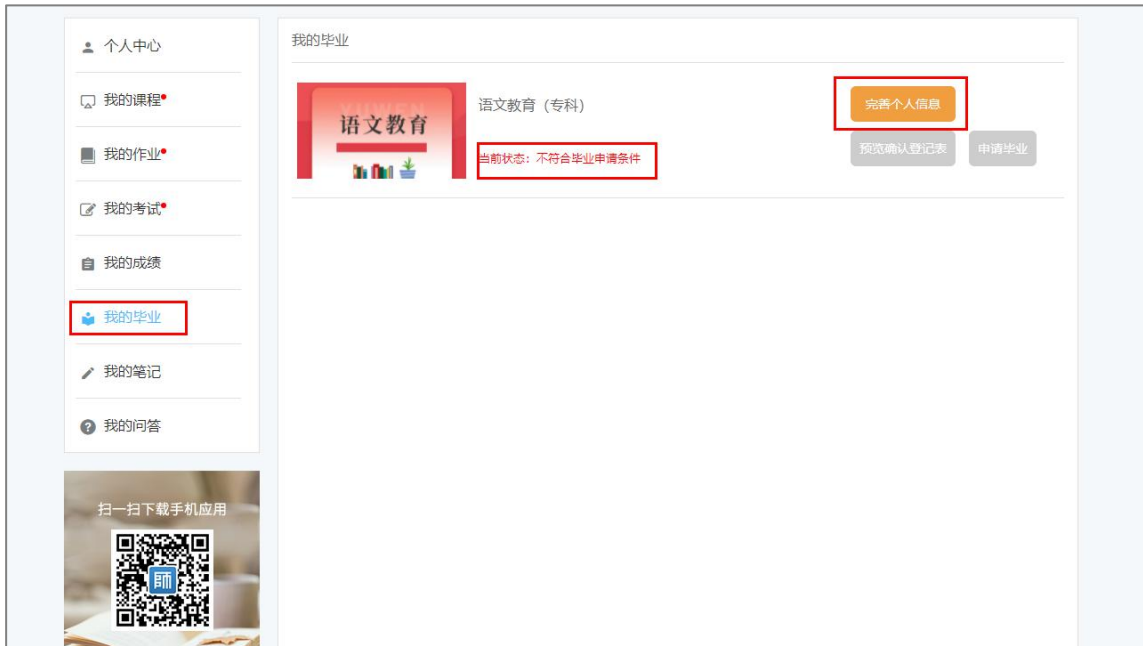 个人中心
我的课程
我的作业
我的考试
我的成绩
我的毕业
我的笔记
我的问答
扫一扫下载手机应用
師
我的毕业
YUWEN
语文教育
语文教育（专科）
当前状态：不符合毕业申请条件
完善个人信息
预览确认登记表 申请毕业